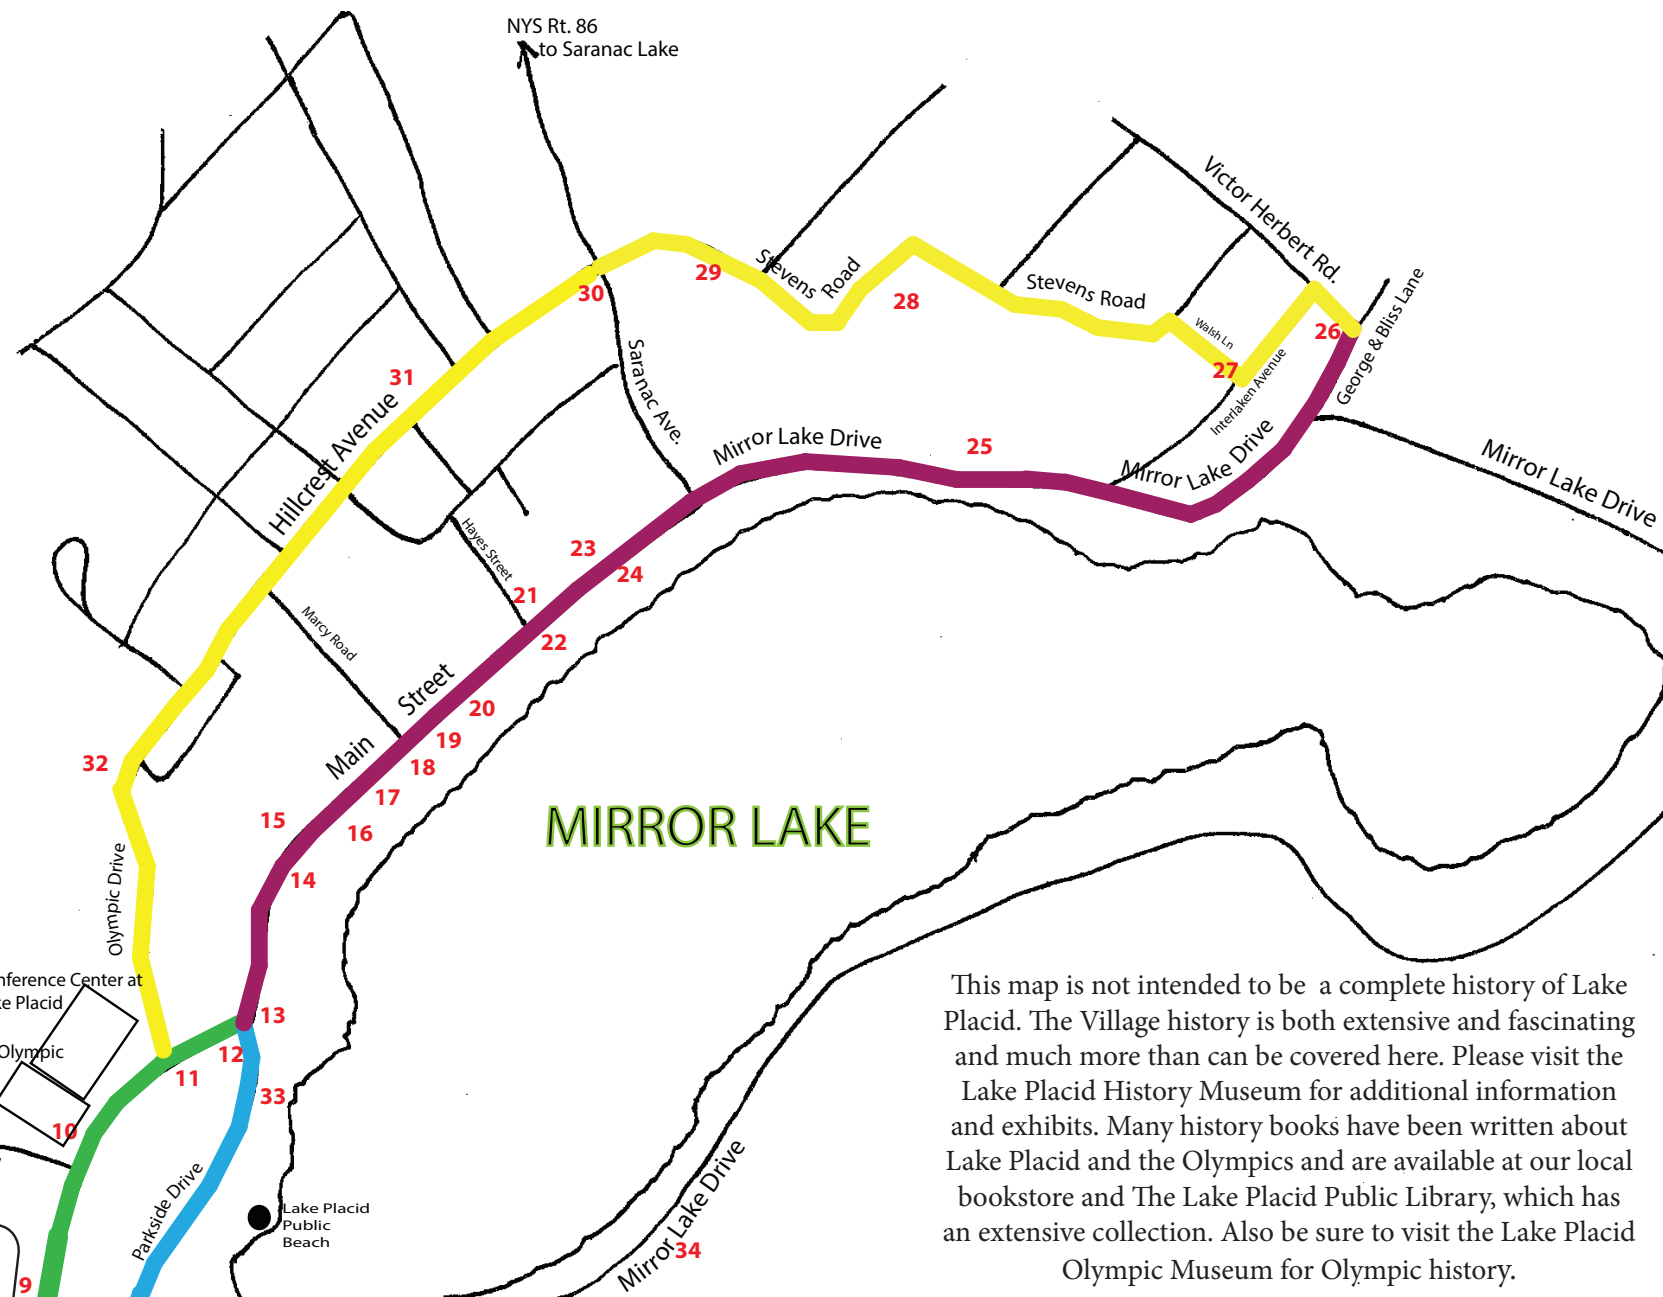 NYS Rt. 86
to Saranac Lake
Victor Herbert Rd.
Stevens Road
29
30
28
Stevens Road
Walsh Ln
26
George & Bliss Lane
27
Interlaken Avenue
31
Saranac Ave.
Hillcrest Avenue
Mirror Lake Drive
25
Mirror Lake Drive
Mirror Lake Drive
Hayes Street
23
24
21
22
Marcy Road
Main Street
20
19
18
17
16
15
14
32
MIRROR LAKE
Olympic Drive
nference Center at
ke Placid
Olympic
13
12
11
33
10
9
Parkside Drive
Lake Placid
Public
Beach
Mirror Lake Drive
34
This map is not intended to be a complete history of Lake
Placid. The Village history is both extensive and fascinating
and much more than can be covered here. Please visit the
Lake Placid History Museum for additional information
and exhibits. Many history books have been written about
Lake Placid and the Olympics and are available at our local
bookstore and The Lake Placid Public Library, which has
an extensive collection. Also be sure to visit the Lake Placid
Olympic Museum for Olympic history.